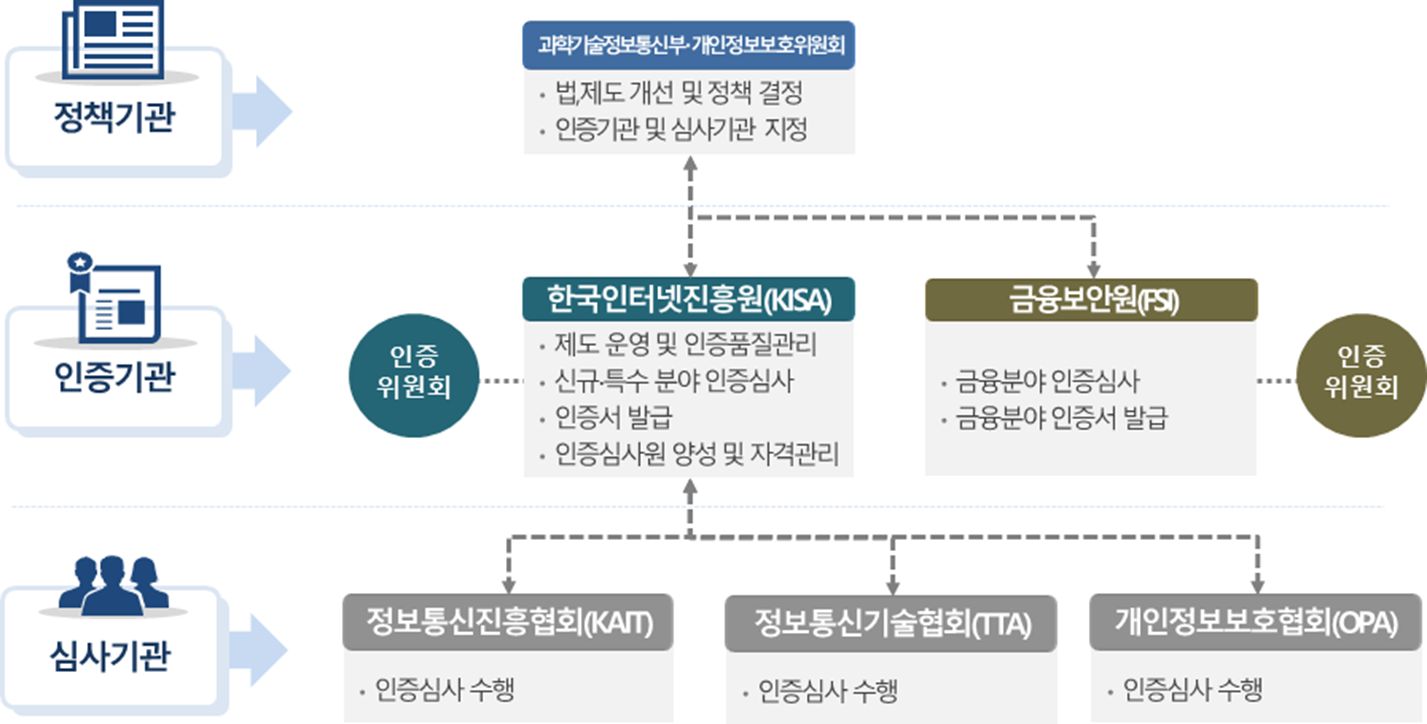 정책기관
과학기술정보통신부·개인정보보호위원회
· 법,제도 개선 및 정책 결정
· 인증기관 및 심사기관 지정
인증기관
인증
위원회
한국인터넷진흥원(KISA)
· 제도 운영 및 인증품질관리
· 신규·특수 분야 인증심사
· 인증서 발급
· 인증심사원 양성 및 자격관리
금융보안원(FSI)
· 금융분야 인증심사
· 금융분야 인증서 발급
인증
위원회
심사기관
정보통신진흥협회(KAIT)
· 인증심사 수행
정보통신기술협회(TTA)
· 인증심사 수행
개인정보보호협회(OPA)
· 인증심사 수행